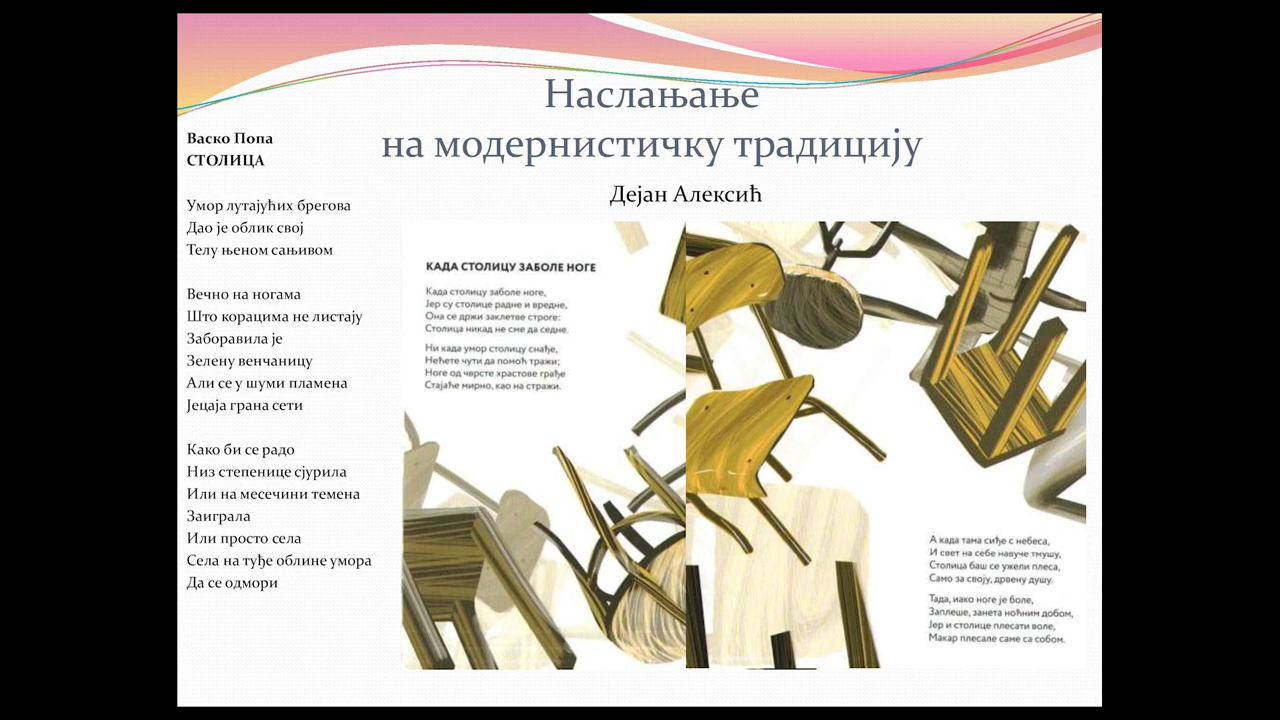 Наслањање
на модернистичку традицију
Васко Попа
СТОЛИЦА
Умор лутајућих брегова
Дао је облик свој
Телу њеном сањивом
Вечно на ногама
Што корацима не листају
Заборавила је
Зелену венчаницу
Али се у шуми пламена
Јецаја грана сети
Како би се радо
Низ степенице сјурила
Или на месечини темена
Заиграла
Или просто села
Села на туђе облине умора
Да се одмори
Дејан Алексић
КАДА СТОЛИЦУ ЗАБОЛЕ НОГЕ
Када столицу заболе ноге,
Јер су столице радне и вредне,
Она се држи заклетве строге:
Столица никад не сме да седне.
Ни када умор столицу снађе,
Нећете чути да помоћ тражи;
Ноге од чврсте храстове грађе
Стајаће мирно, као на стражи.
А када тама сиђе с небеса,
И свет на себе навуче тмушу,
Столица баш се ужели плеса,
Само за своју, дрвену душу.
Тада, иако ноге је боле,
Заплеше, занета ноћним добом,
Јер и столице плесати воле,
Макар плесале саме са собом.